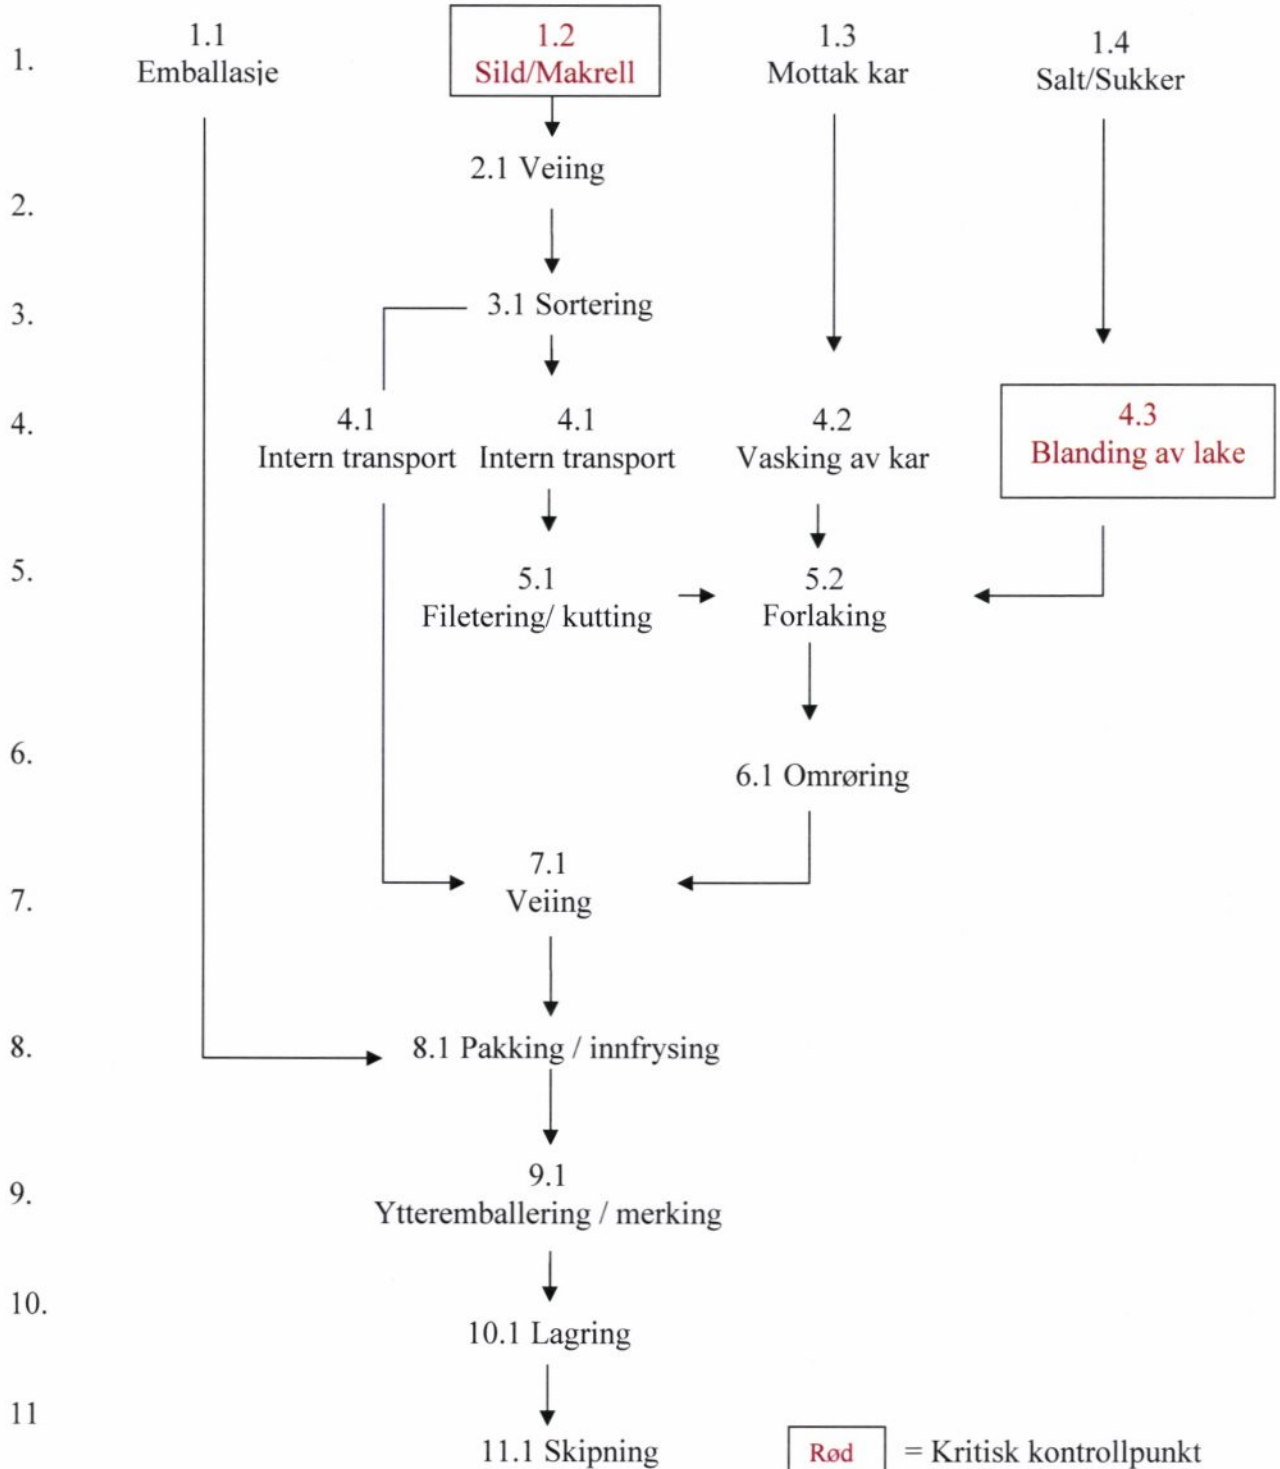 1.
1.1
Emballasje
1.2
Sild/Makrell
1.3
Mottak kar
1.4
Salt/Sukker
2.1 Veiing
2.
3.
3.1 Sortering
4.
4.1
Intern transport
4.1
Intern transport
4.2
Vasking av kar
4.3
Blanding av lake
5.
5.1
Filetering/ kutting
5.2
Forlaking
6.
6.1 Omrøring
7.
7.1
Veiing
8.
8.1 Pakking / innfrysing
9.
9.1
Ytteremballering / merking
10.
10.1 Lagring
11
11.1 Skipning
Rød = Kritisk kontrollpunkt